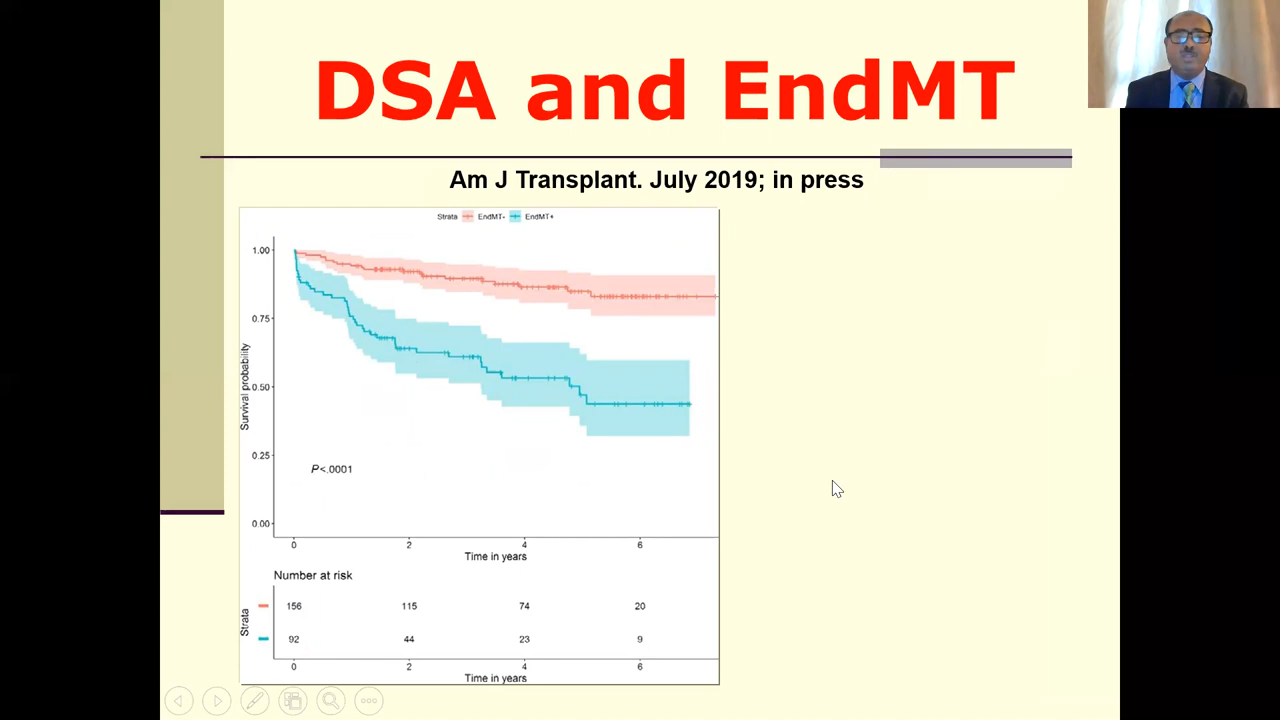 DSA and EndMT
Am J Transplant. July 2019; in press
Strata EndMT- EndMT+
1.00
0.75
0.50
0.25
0.00
Survival probability
P<.0001
0 2 4 6
Time in years
Number at risk
Strata
156 115 74 20
92 44 23 9
0 2 4 6
Time in years